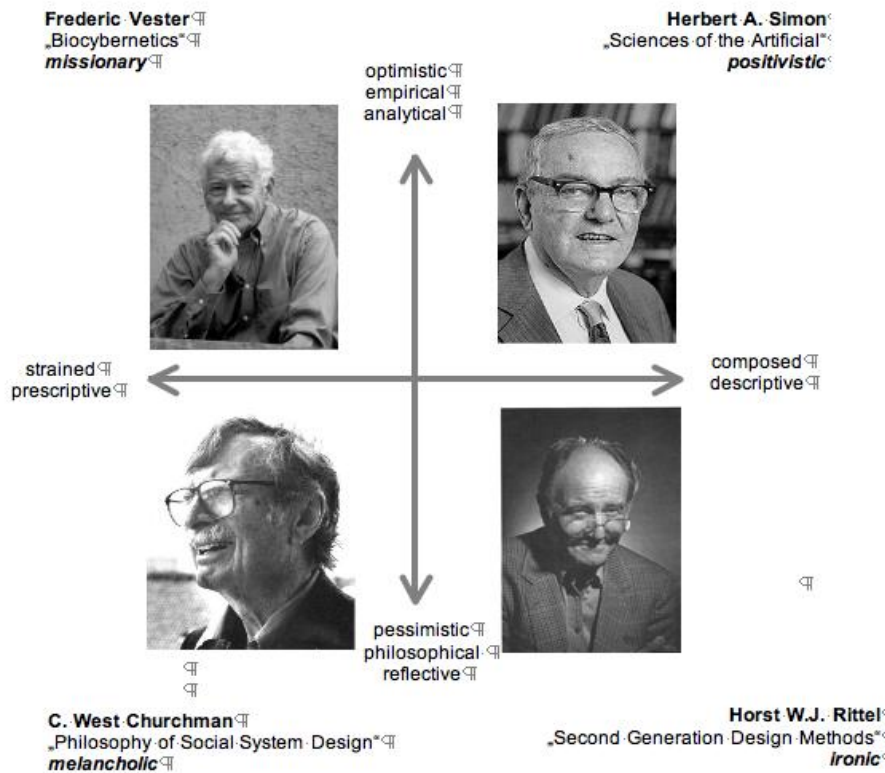 Frederic Vester
„Biocybernetics“
missionary
Herbert A. Simon
„Sciences of the Artificial“
positivistic
optimistic
empirical
analytical
strained
prescriptive
composed
descriptive
pessimistic
philosophical
reflective
C. West Churchman
„Philosophy of Social System Design“
melancholic
Horst W.J. Rittel
„Second Generation Design Methods“
ironic